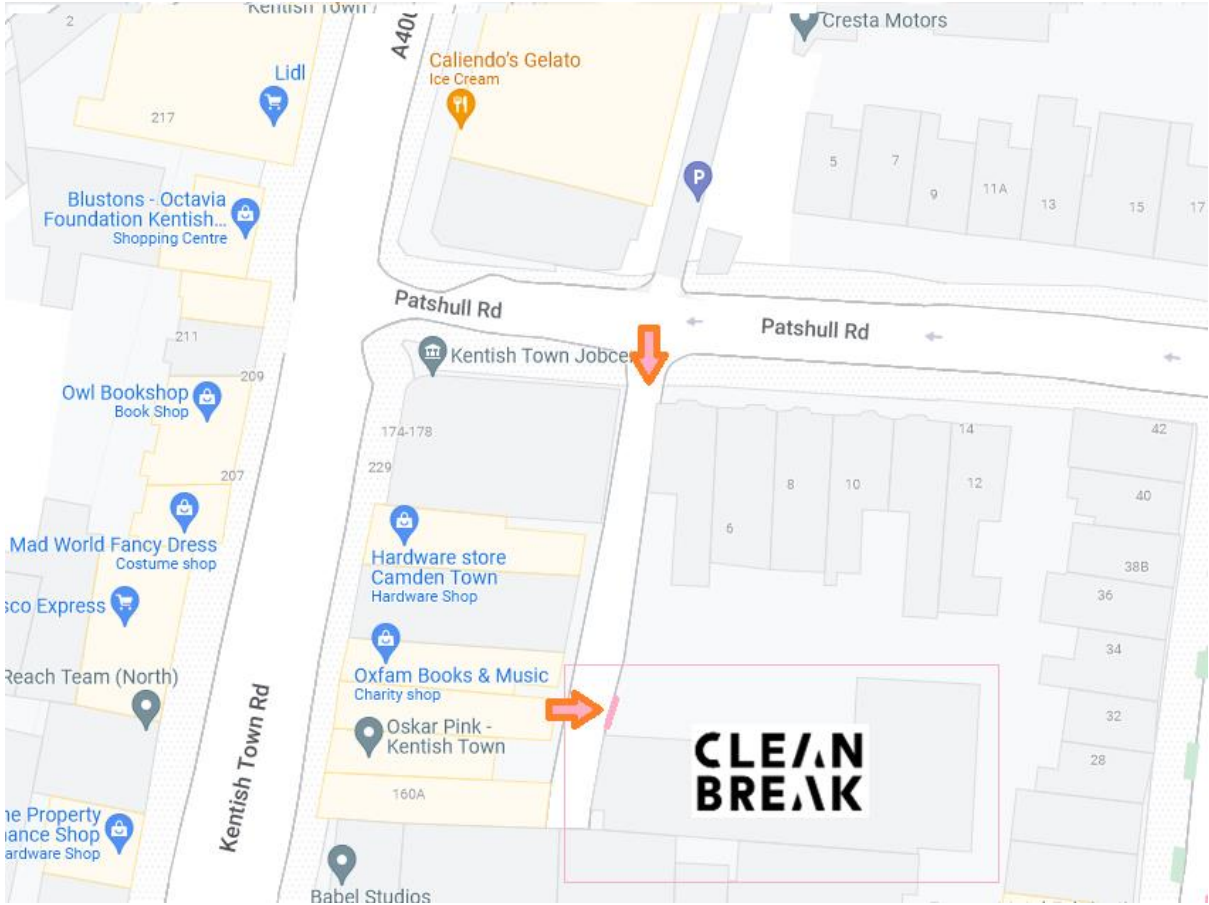 Kentish Town
2
A400
Cresta Motors
Caliendo's Gelato
Ice Cream
Lidl
217
P
5
7
9
11A
13
15
17
Blustons - Octavia
Foundation Kentish...
Shopping Centre
Patshull Rd
Patshull Rd
211
Kentish Town Jobce
209
Owl Bookshop
Book Shop
174-178
229
207
14
42
8
10
12
40
6
Mad World Fancy Dress
Costume shop
Hardware store
Camden Town
Hardware Shop
38B
36
sco Express
34
Oxfam Books & Music
Charity shop
Reach Team (North)
32
Oskar Pink -
Kentish Town
CLEAN
BREAK
28
Kentish Town Rd
160A
ne Property
nance Shop
ardware Shop
Babel Studios